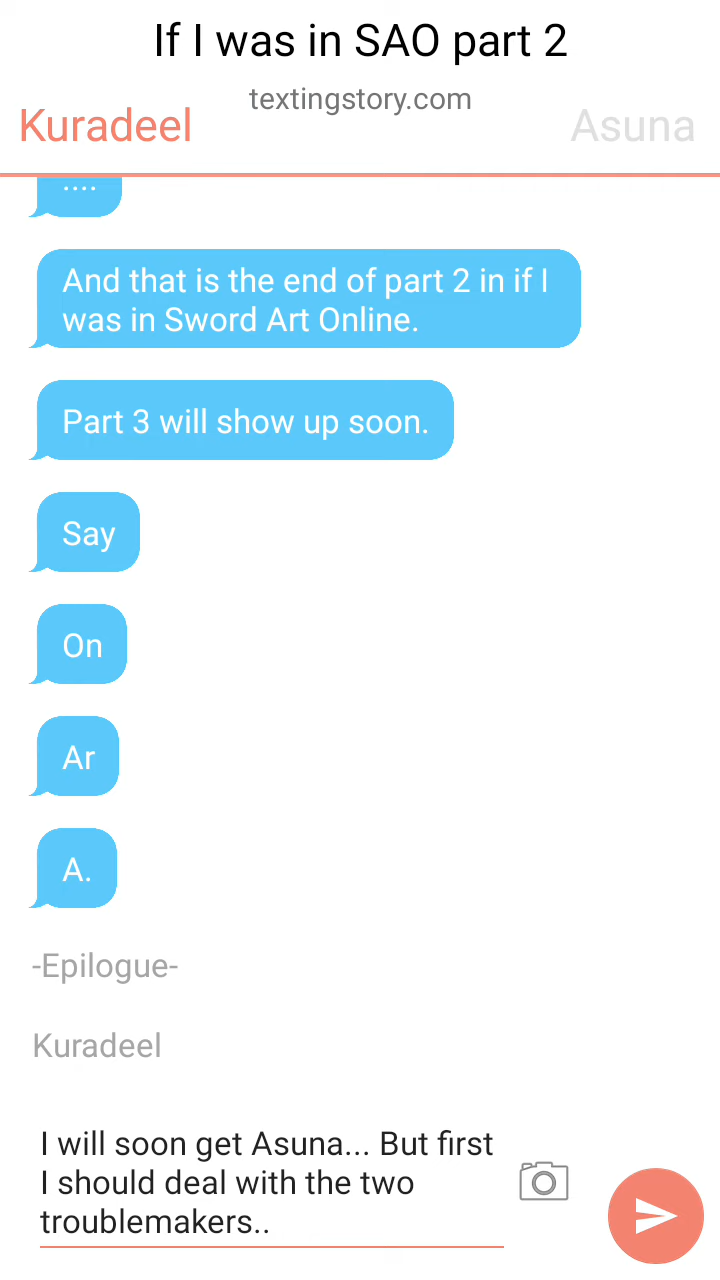 If I was in SAO part 2
textingstory.com
Kuradeel
Asuna
....
And that is the end of part 2 in if I
was in Sword Art Online.
Part 3 will show up soon.
Say
On
Ar
A.
-Epilogue-
Kuradeel
I will soon get Asuna... But first
I should deal with the two
troublemakers..